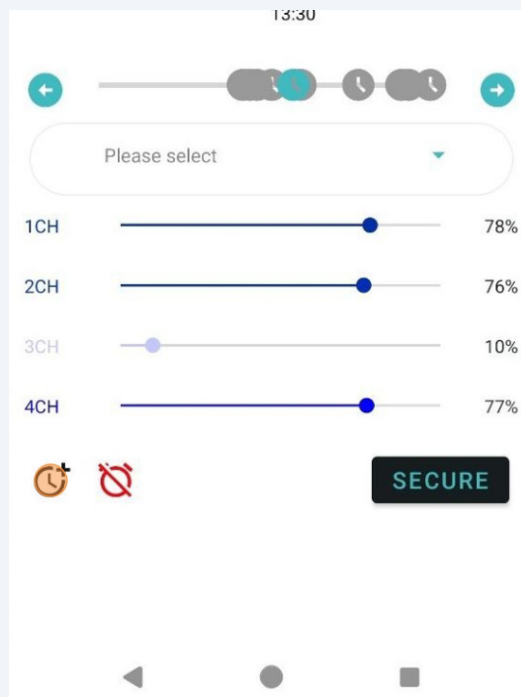 13:30
Please select
1CH 78%
2CH 76%
3CH 10%
4CH 77%
SECURE